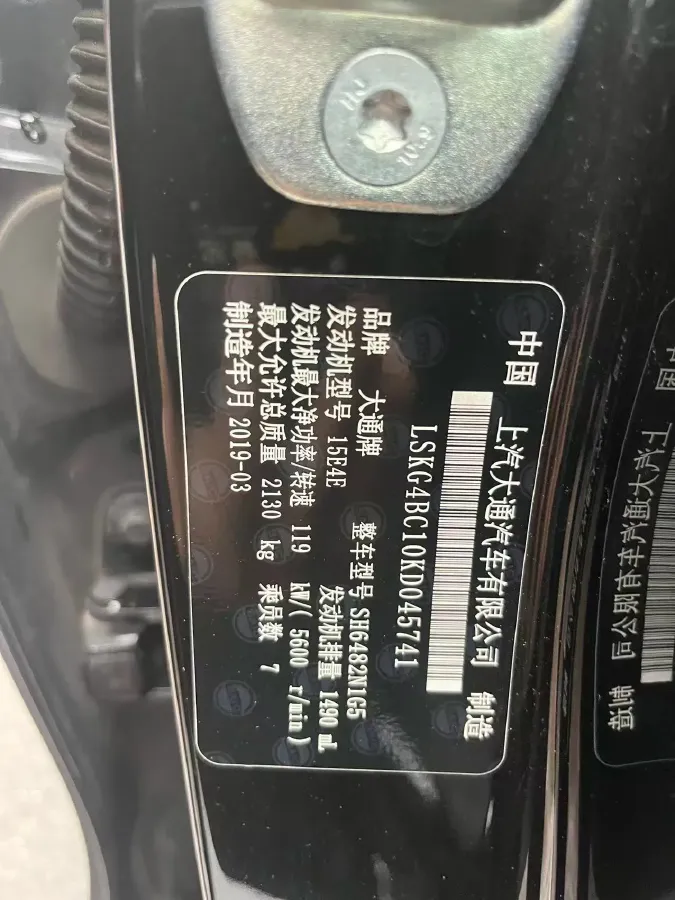 中国 上汽大通汽车有限公司 制造
LSKG4BC10KD045741
品牌 大通牌 整车型号 SH6482N1G5
发动机型号 15E4E 发动机排量 1490 mL
发动机最大净功率/转速 119 kW/( 5600 r/min)
最大允许总质量 2130 kg 乘员数 7
制造年月 2019-03